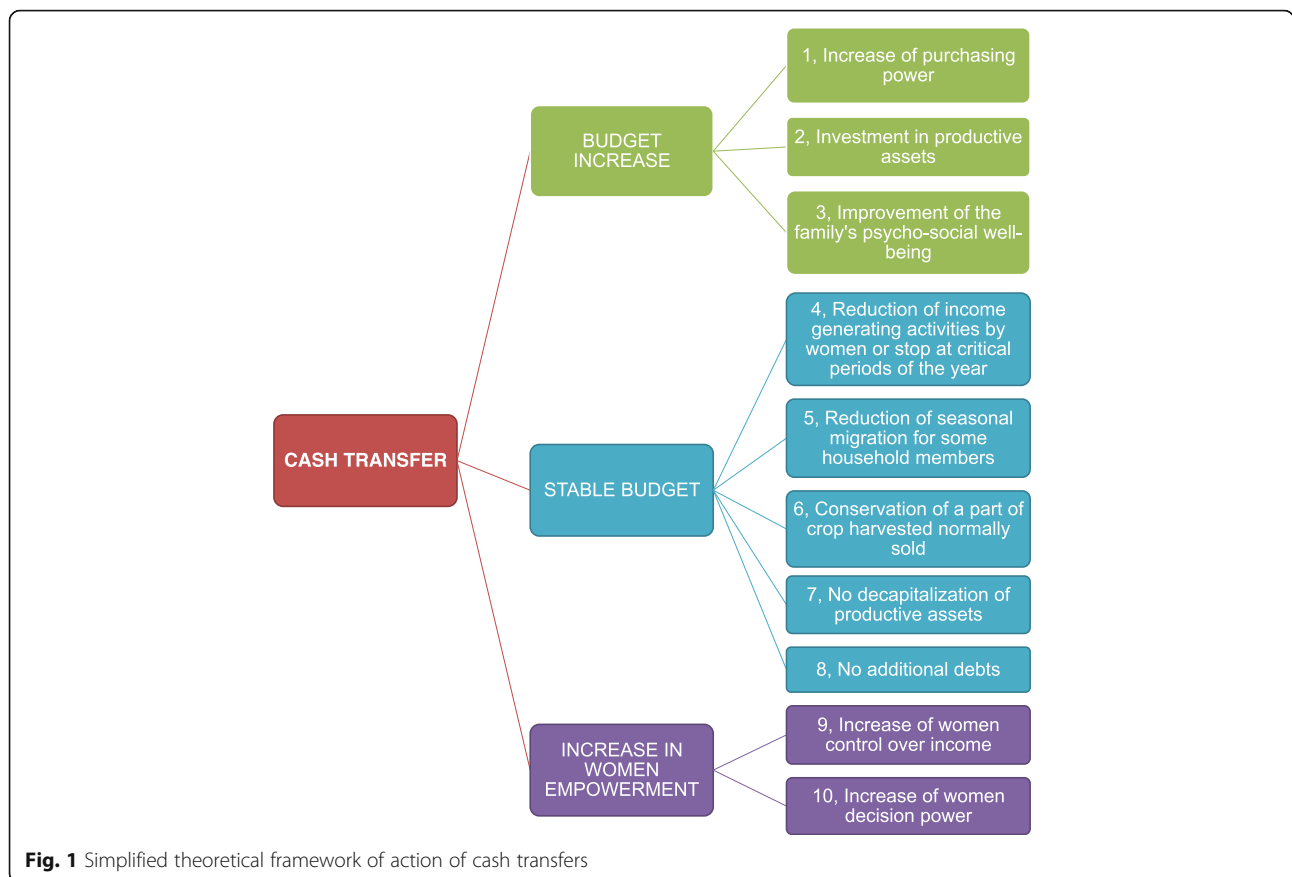 1, Increase of purchasing
power
BUDGET
INCREASE
2, Investment in productive
assets
3, Improvement of the
family's psycho-social well-
being
CASH TRANSFER
STABLE BUDGET
4, Reduction of income
generating activities by
women or stop at critical
periods of the year
5, Reduction of seasonal
migration for some
household members
6, Conservation of a part of
crop harvested normally
sold
7, No decapitalization of
productive assets
8, No additional debts
INCREASE IN
WOMEN
EMPOWERMENT
9, Increase of women
control over income
10, Increase of women
decision power
Fig. 1 Simplified theoretical framework of action of cash transfers